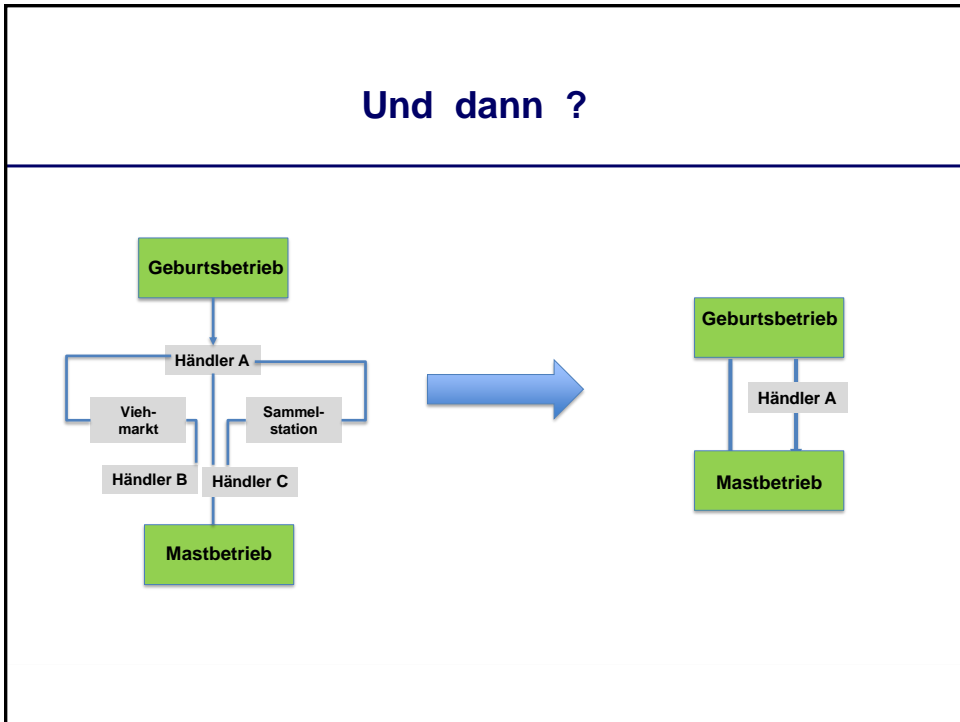 Und dann ?
Geburtsbetrieb
Händler A
Vieh-
markt
Sammel-
station
Händler B
Händler C
Mastbetrieb
Geburtsbetrieb
Händler A
Mastbetrieb